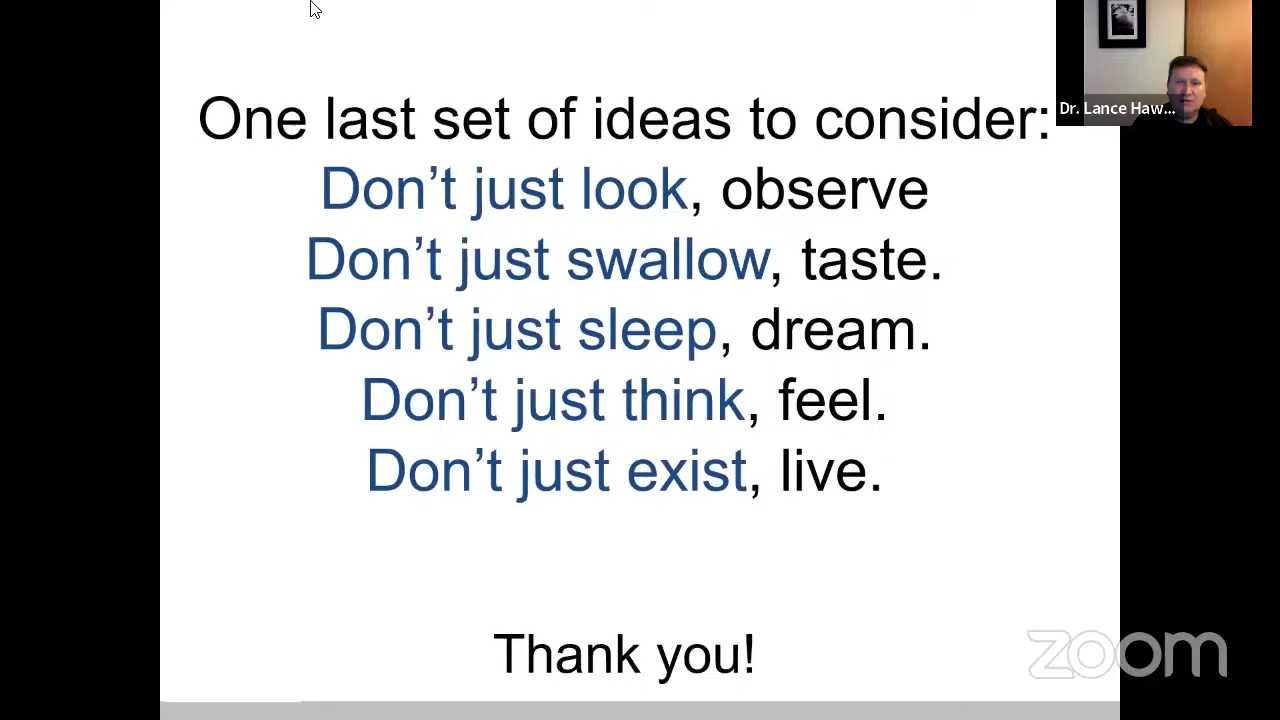 One last set of ideas to consider:
Don’t just look, observe
Don’t just swallow, taste.
Don’t just sleep, dream.
Don’t just think, feel.
Don’t just exist, live.
Thank you!
Dr. Lance Haw...
zoom